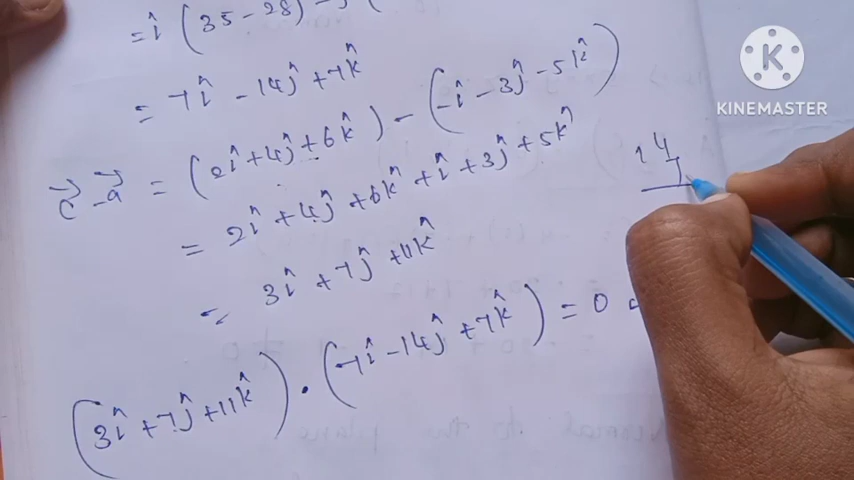 = î (35 - 28) - j
= 7î - 14ĵ + 7k̂
c⃗ - a⃗ = (2î + 4ĵ + 6k̂) - (-î - 3ĵ - 5k̂)
= 2î + 4ĵ + 6k̂ + î + 3ĵ + 5k̂
= 3î + 7ĵ + 11k̂
(3î + 7ĵ + 11k̂) · (7î - 14ĵ + 7k̂) = 0
14
7
K
KINEMASTER